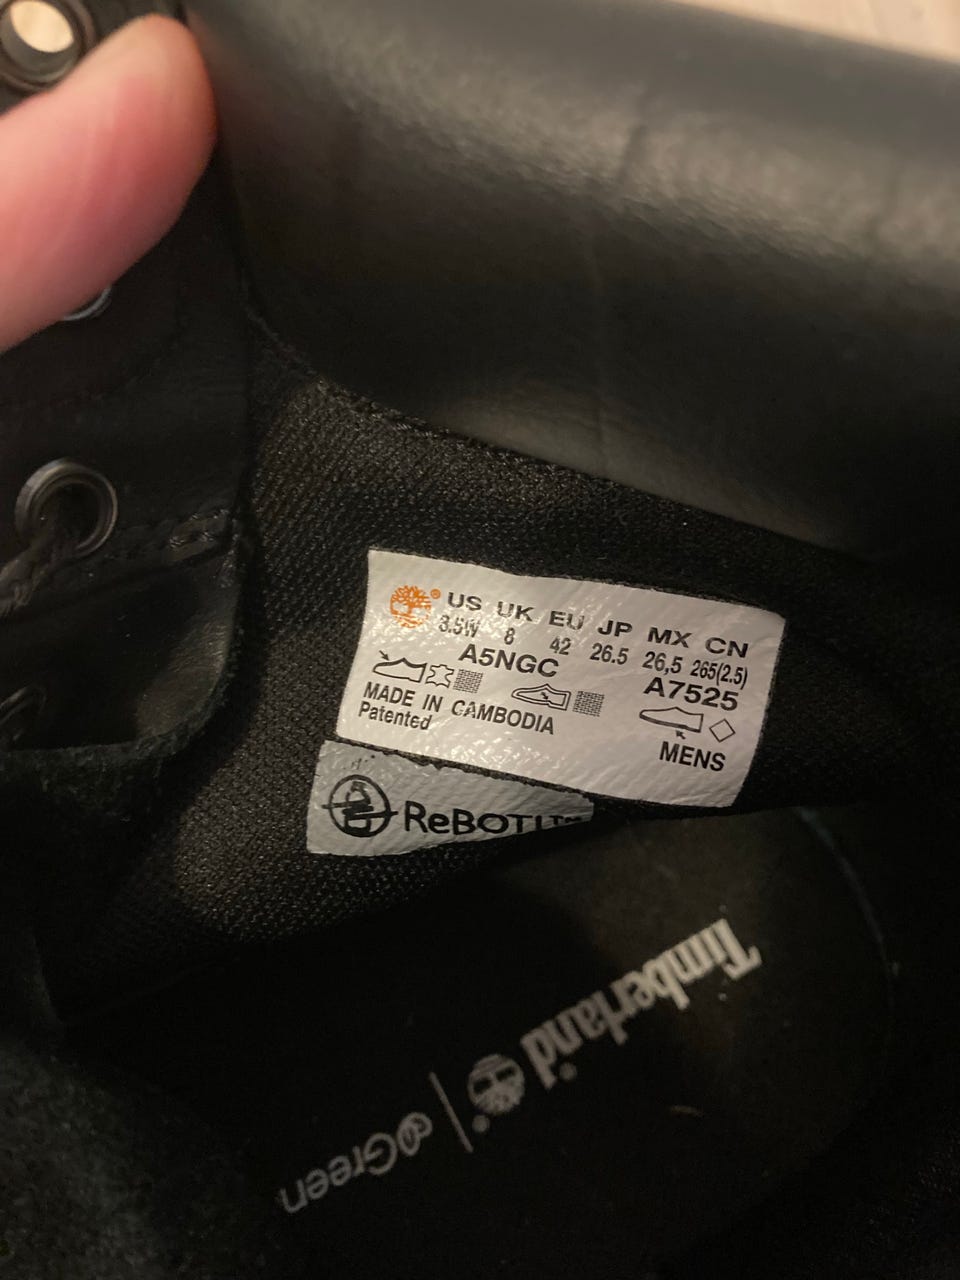 US UK EU JP MX CN
8.5W 8 42 26.5 26,5 265(2.5)
A5NGC A7525
MADE IN CAMBODIA
Patented
MENS
ReBOTL™
Timberland®
Green